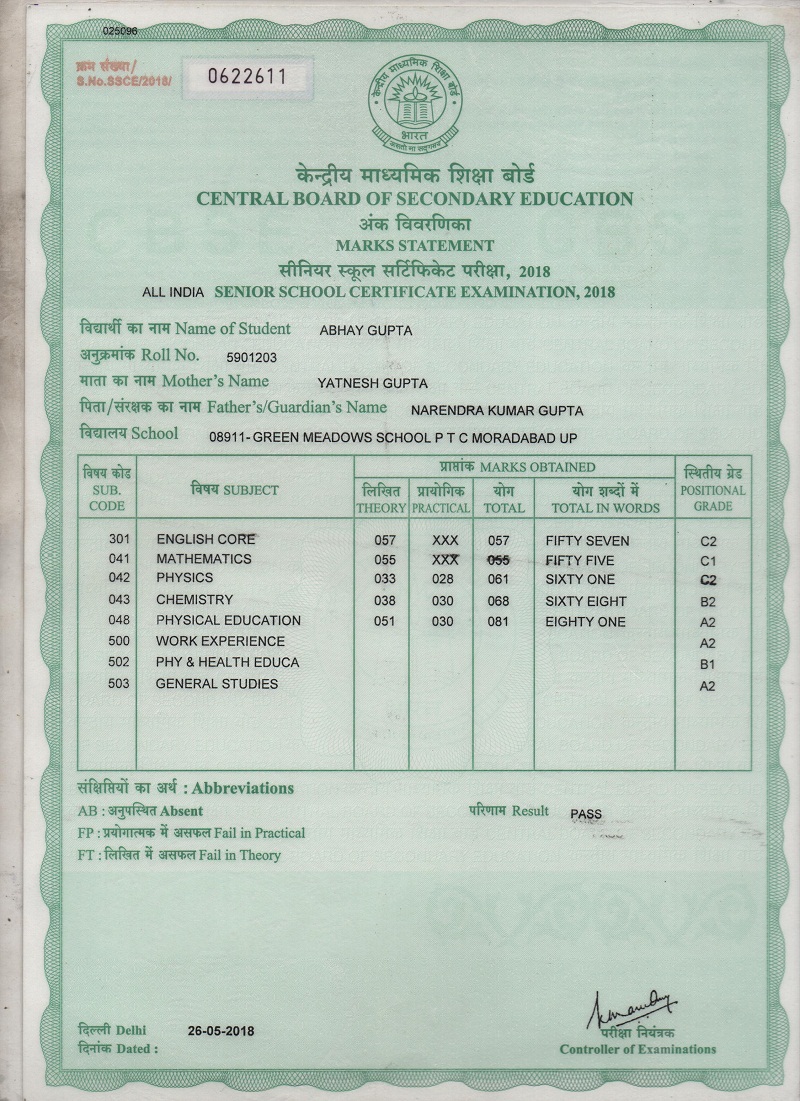 025096
क्रम संख्या/
S.No.SSCE/2018/ 0622611
केन्द्रीय माध्यमिक शिक्षा बोर्ड
भारत
असतो मा सद्गमय
केन्द्रीय माध्यमिक शिक्षा बोर्ड
CENTRAL BOARD OF SECONDARY EDUCATION
अंक विवरणिका
MARKS STATEMENT
सीनियर स्कूल सर्टिफिकेट परीक्षा, 2018
ALL INDIA SENIOR SCHOOL CERTIFICATE EXAMINATION, 2018
विद्यार्थी का नाम Name of Student ABHAY GUPTA
अनुक्रमांक Roll No. 5901203
माता का नाम Mother's Name YATNESH GUPTA
पिता/संरक्षक का नाम Father's/Guardian's Name NARENDRA KUMAR GUPTA
विद्यालय School 08911- GREEN MEADOWS SCHOOL P T C MORADABAD UP
विषय कोड SUB. CODE विषय SUBJECT प्राप्तांक MARKS OBTAINED स्थितीय ग्रेड POSITIONAL GRADE
लिखित प्रायोगिक योग योग शब्दों में
THEORY PRACTICAL TOTAL TOTAL IN WORDS
301 ENGLISH CORE 057 XXX 057 FIFTY SEVEN C2
041 MATHEMATICS 055 XXX 055 FIFTY FIVE C1
042 PHYSICS 033 028 061 SIXTY ONE C2
043 CHEMISTRY 038 030 068 SIXTY EIGHT B2
048 PHYSICAL EDUCATION 051 030 081 EIGHTY ONE A2
500 WORK EXPERIENCE A2
502 PHY & HEALTH EDUCA B1
503 GENERAL STUDIES A2
संक्षिप्तियों का अर्थ : Abbreviations
AB : अनुपस्थित Absent परिणाम Result PASS
FP : प्रयोगात्मक में असफल Fail in Practical
FT : लिखित में असफल Fail in Theory
दिल्ली Delhi 26-05-2018
दिनांक Dated :
परीक्षा नियंत्रक
Controller of Examinations